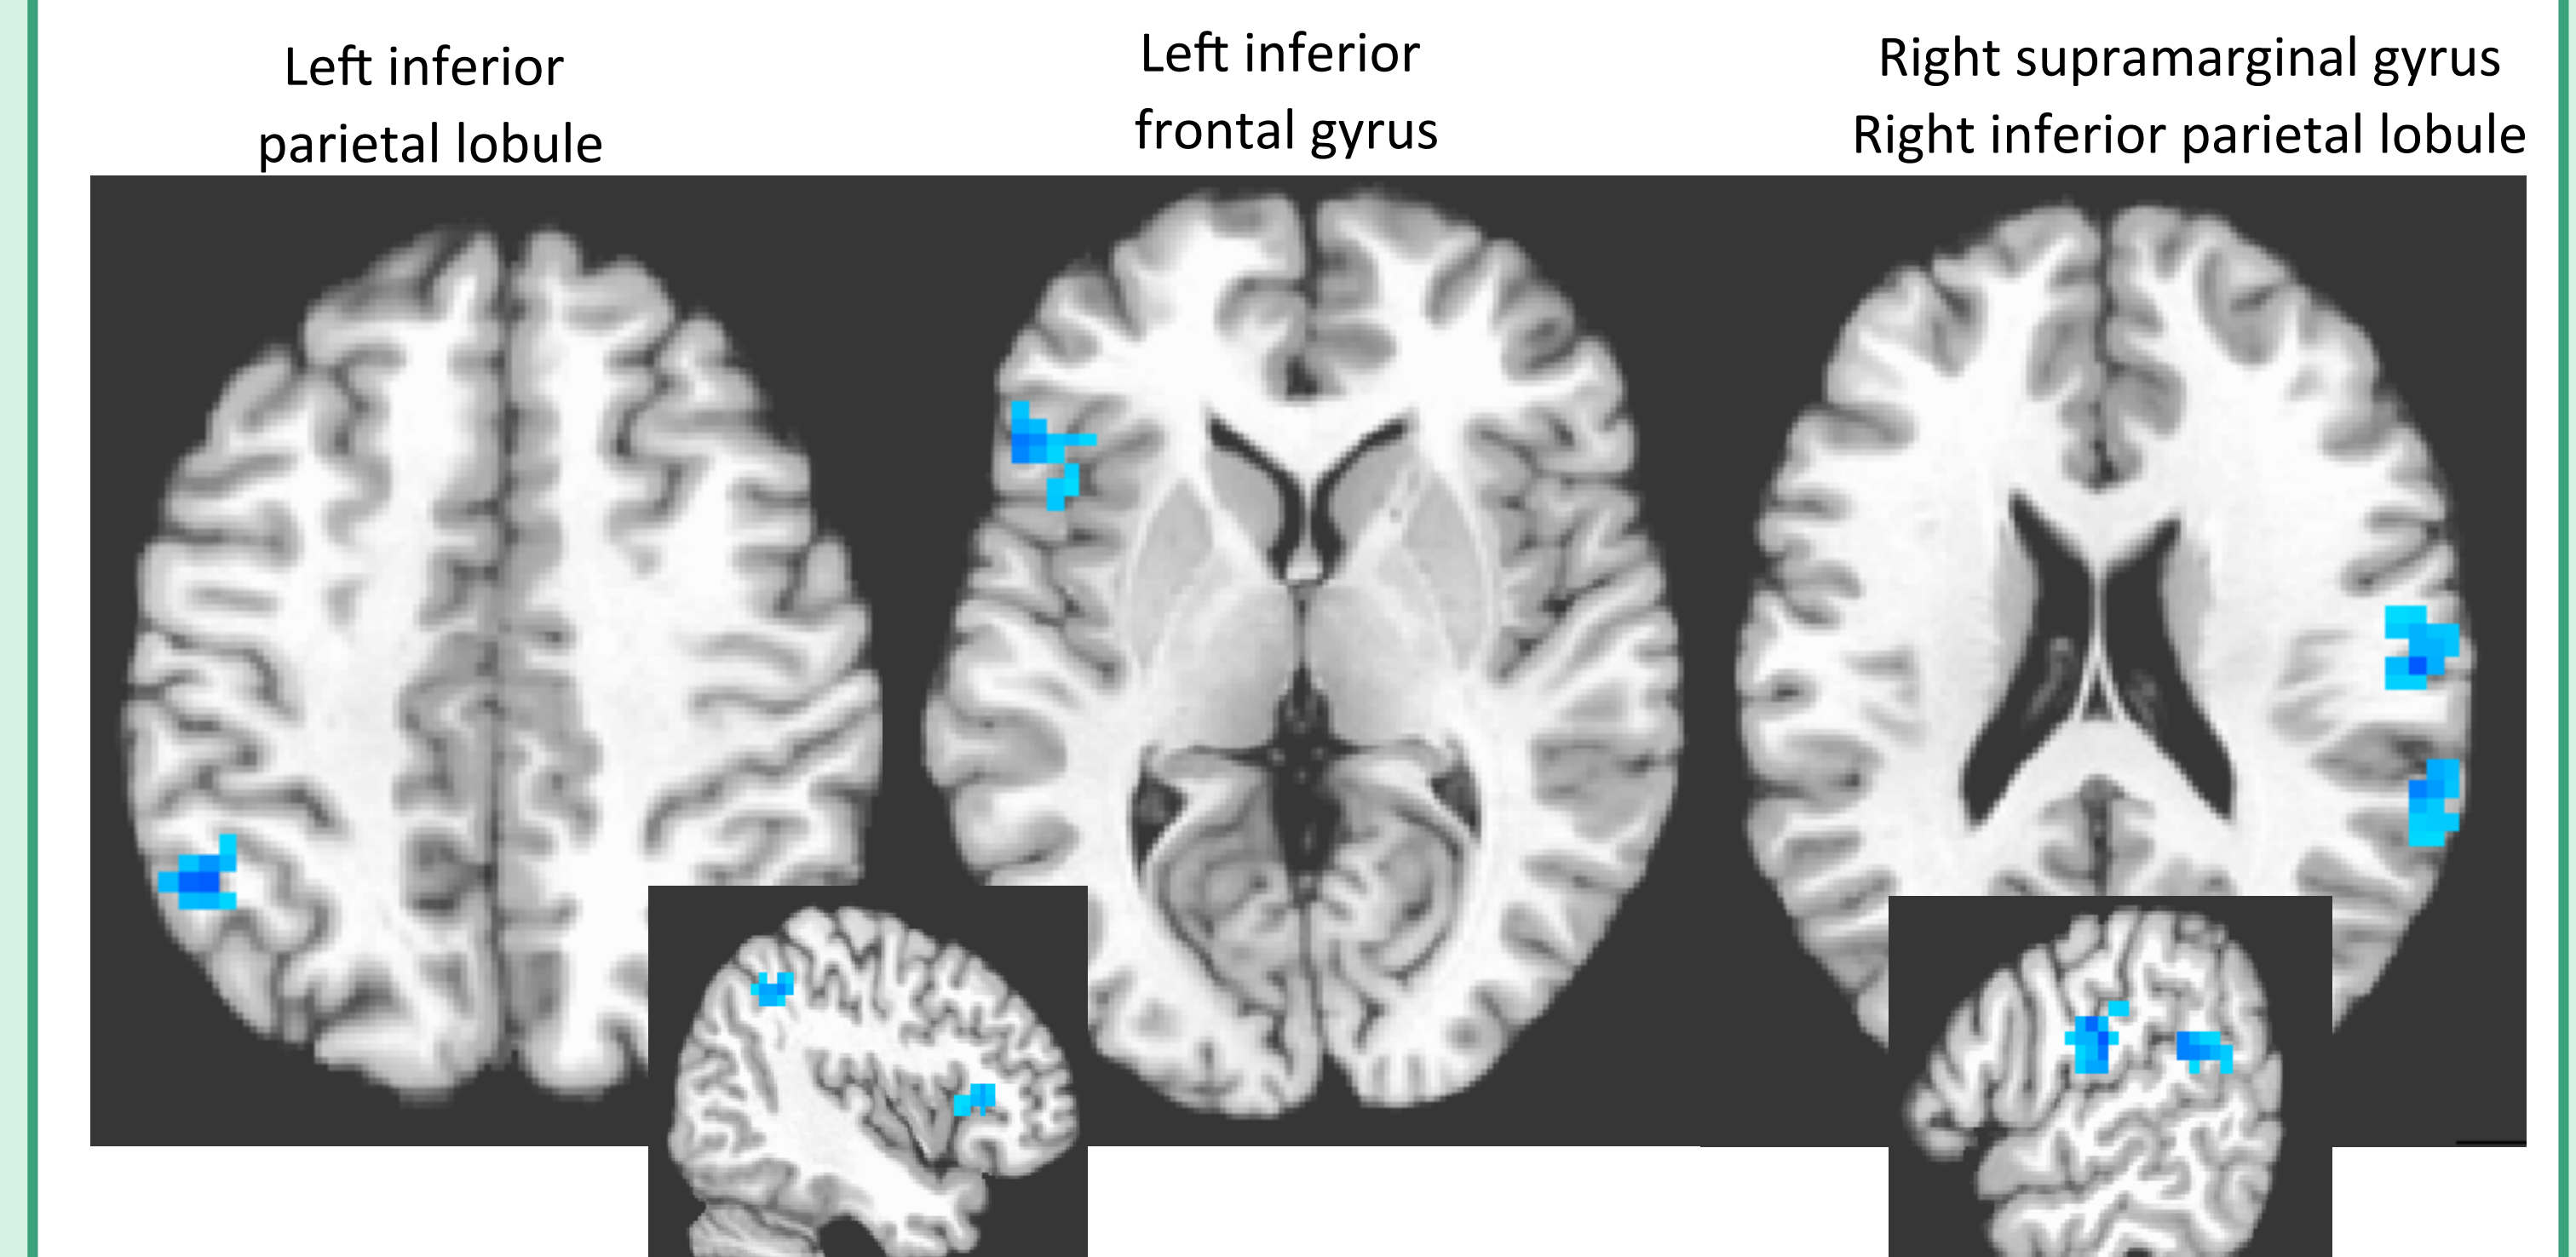 Left inferior
parietal lobule
Left inferior
frontal gyrus
Right supramarginal gyrus
Right inferior parietal lobule